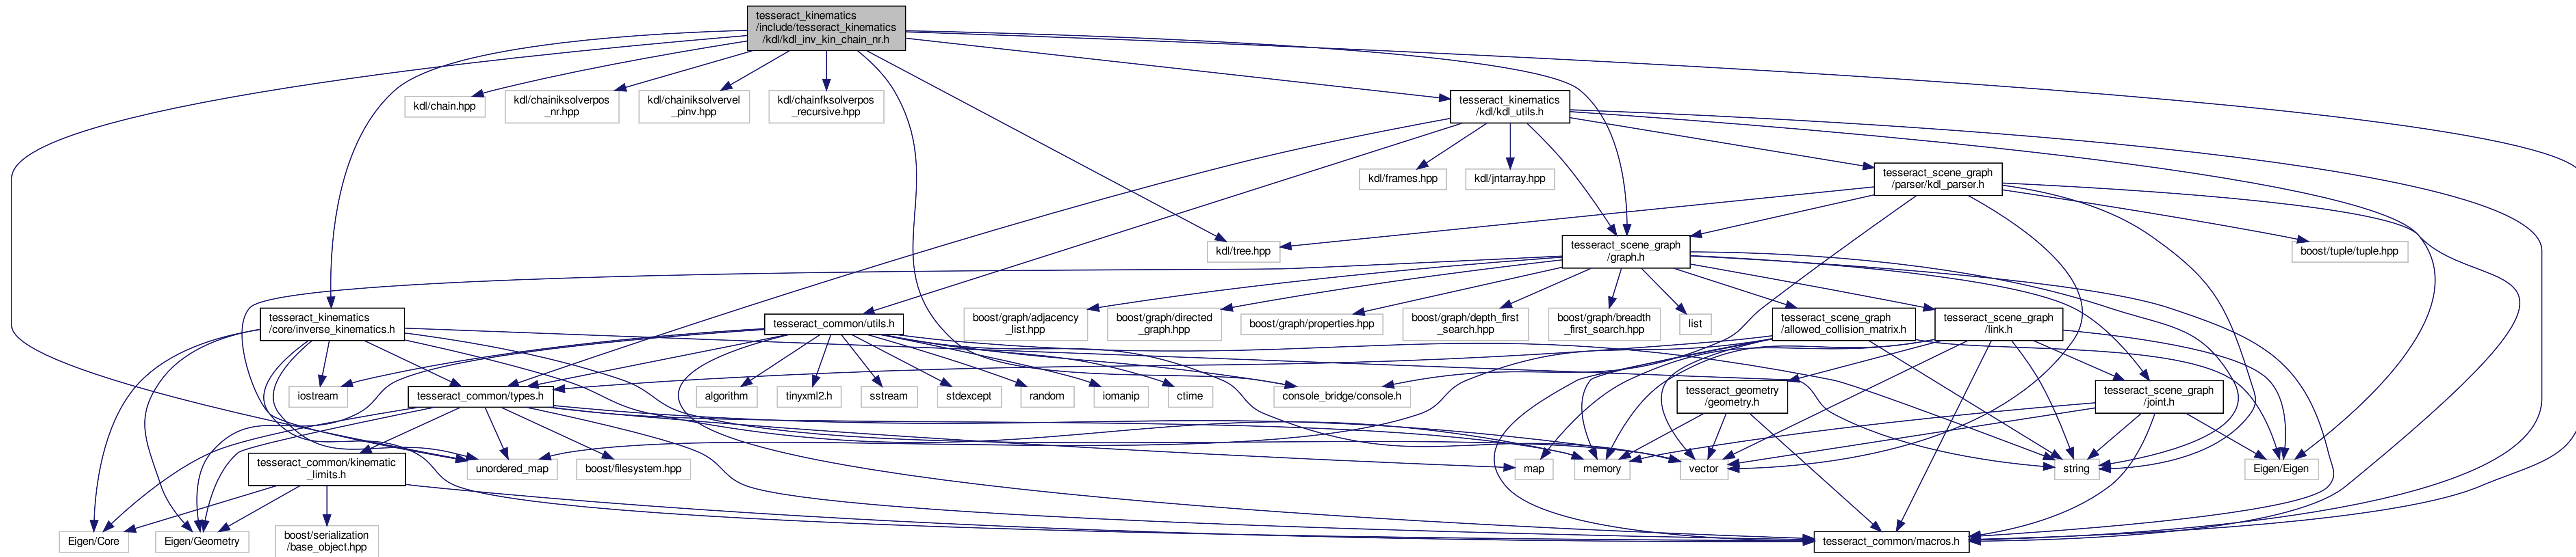 tesseract_kinematics
/include/tesseract_kinematics
/kdl/kdl_inv_kin_chain_nr.h
kdl/chain.hpp
kdl/chainiksolverpos
_nr.hpp
kdl/chainiksolvervel
_pinv.hpp
kdl/chainfksolverpos
_recursive.hpp
tesseract_kinematics
/kdl/kdl_utils.h
kdl/frames.hpp
kdl/jntarray.hpp
tesseract_scene_graph
/parser/kdl_parser.h
kdl/tree.hpp
tesseract_scene_graph
/graph.h
boost/tuple/tuple.hpp
tesseract_kinematics
/core/inverse_kinematics.h
tesseract_common/utils.h
boost/graph/adjacency
_list.hpp
boost/graph/directed
_graph.hpp
boost/graph/properties.hpp
boost/graph/depth_first
_search.hpp
boost/graph/breadth
_first_search.hpp
list
tesseract_scene_graph
/allowed_collision_matrix.h
tesseract_scene_graph
/link.h
iostream
tesseract_common/types.h
algorithm
tinyxml2.h
sstream
stdexcept
random
iomanip
ctime
console_bridge/console.h
tesseract_geometry
/geometry.h
tesseract_scene_graph
/joint.h
tesseract_common/kinematic
_limits.h
unordered_map
boost/filesystem.hpp
map
memory
vector
string
Eigen/Eigen
Eigen/Core
Eigen/Geometry
boost/serialization
/base_object.hpp
tesseract_common/macros.h